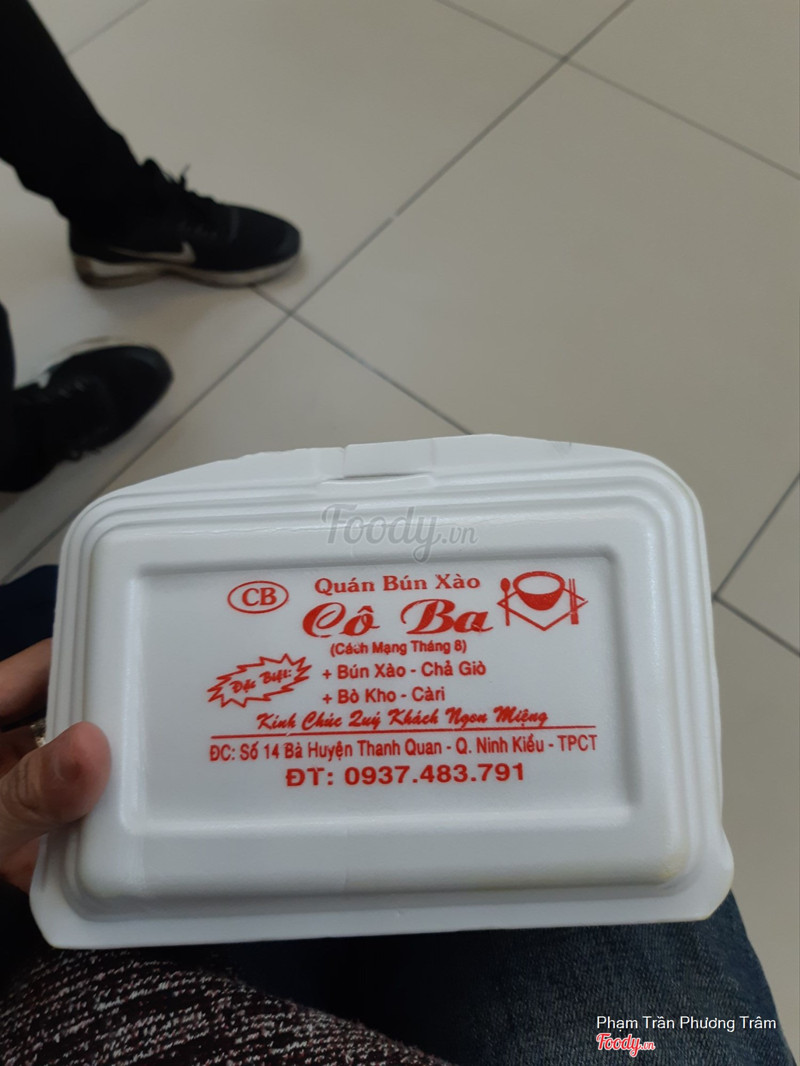 Foody.vn
CB
Quán Bún Xào
Cô Ba
(Cách Mạng Tháng 8)
Đặc Biệt:
+ Bún Xào - Chả Giò
+ Bò Kho - Càri
Kính Chúc Quý Khách Ngon Miệng
ĐC: Số 14 Bà Huyện Thanh Quan - Q. Ninh Kiều - TPCT
ĐT: 0937.483.791
Phạm Trần Phương Trâm
Foody.vn